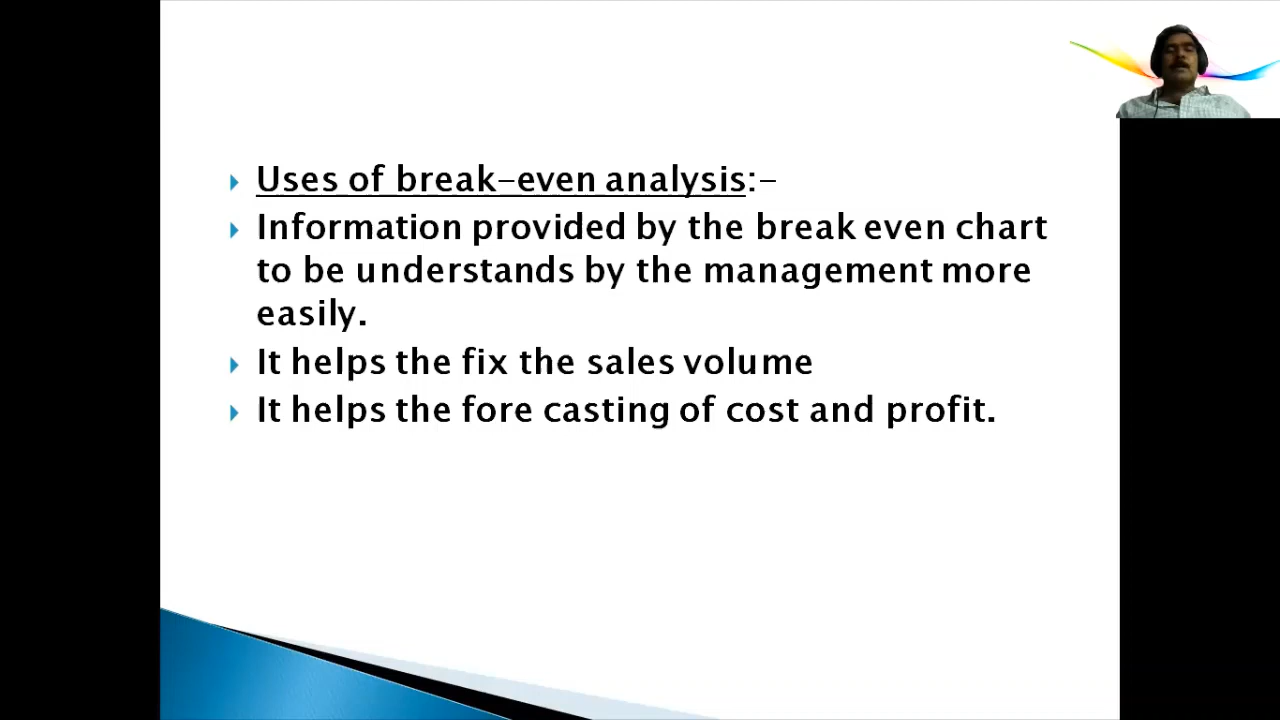 Uses of break-even analysis:-
Information provided by the break even chart
to be understands by the management more
easily.
It helps the fix the sales volume
It helps the fore casting of cost and profit.